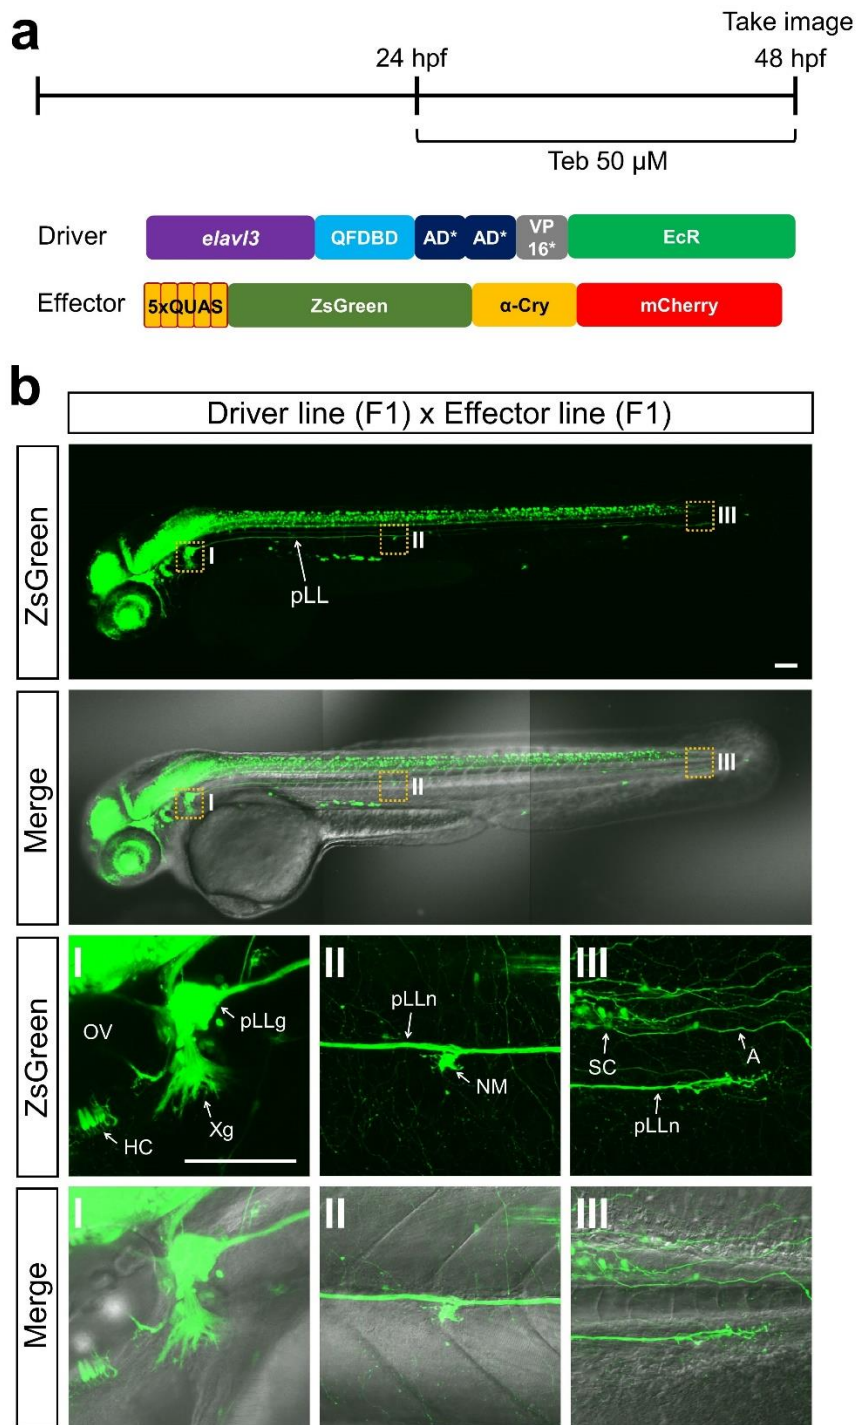 a
Take image
24 hpf
48 hpf
Teb 50 µM
Driver
elavl3
QFDBD
AD*
AD*
VP
16*
EcR
Effector
5xQUAS
ZsGreen
α-Cry
mCherry
b
Driver line (F1) x Effector line (F1)
ZsGreen
I
II
III
pLL
Merge
I
II
III
ZsGreen
I
OV
pLLg
Xg
HC
II
pLLn
NM
III
SC
A
pLLn
Merge
I
II
III